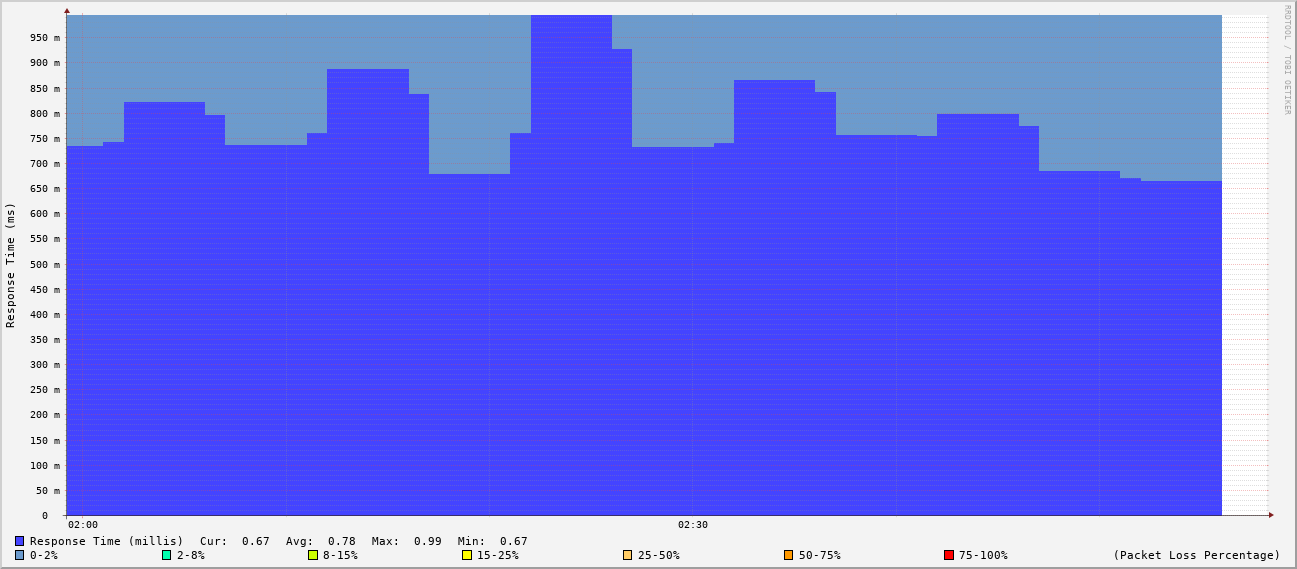 RRDTOOL / TOBI OETIKER
Response Time (ms)
950 m
900 m
850 m
800 m
750 m
700 m
650 m
600 m
550 m
500 m
450 m
400 m
350 m
300 m
250 m
200 m
150 m
100 m
50 m
0
02:00 02:30
Response Time (millis) Cur: 0.67 Avg: 0.78 Max: 0.99 Min: 0.67
0-2% 2-8% 8-15% 15-25% 25-50% 50-75% 75-100% (Packet Loss Percentage)